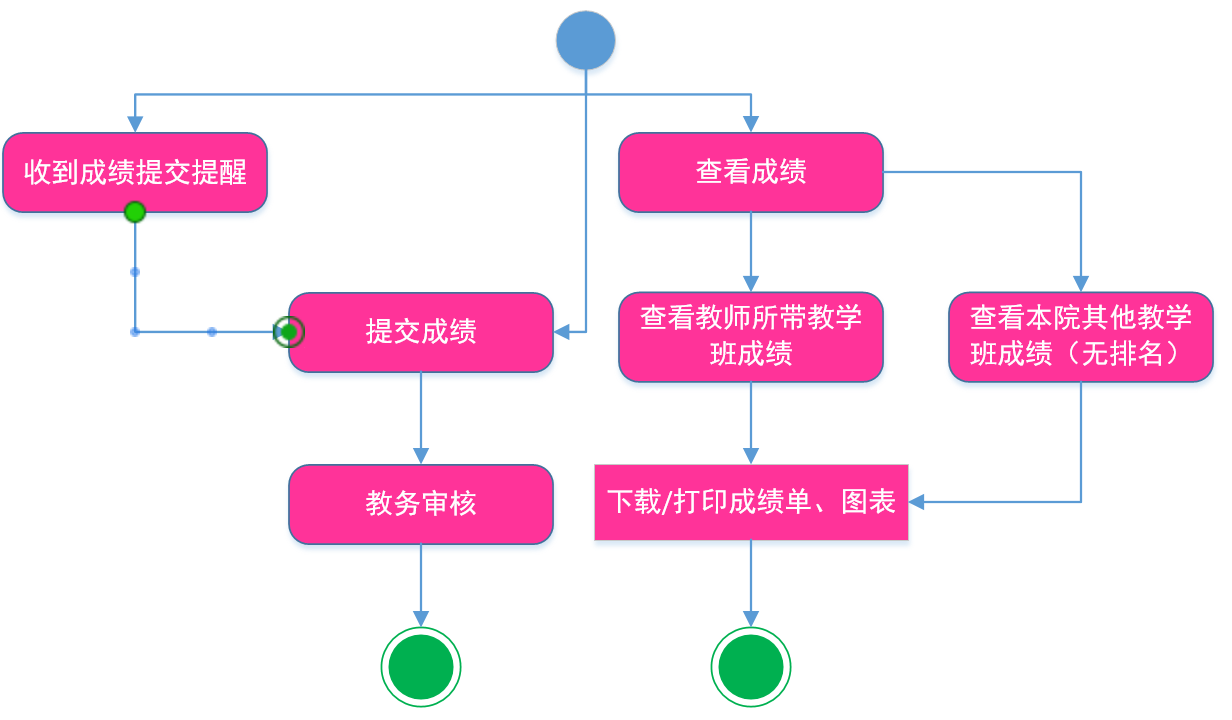 收到成绩提交提醒
查看成绩
提交成绩
查看教师所带教学
班成绩
查看本院其他教学
班成绩（无排名）
教务审核
下载/打印成绩单、图表